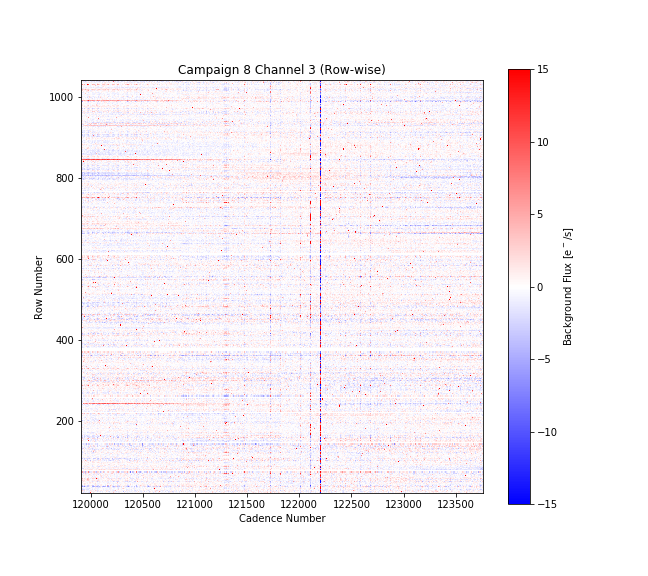 Campaign 8 Channel 3 (Row-wise)
1000
800
600
400
200
Row Number
120000 120500 121000 121500 122000 122500 123000 123500
Cadence Number
15
10
5
0
−5
−10
−15
Background Flux [e⁻/s]